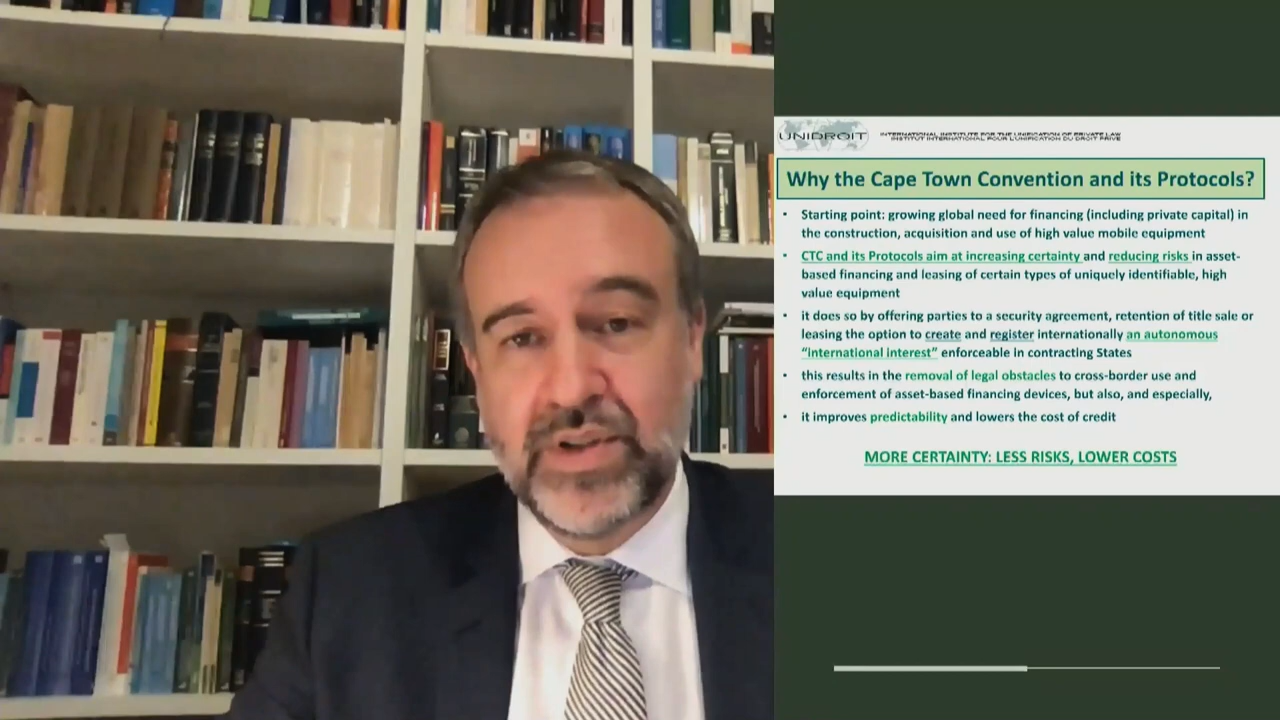 UNIDROIT
INTERNATIONAL INSTITUTE FOR THE UNIFICATION OF PRIVATE LAW
INSTITUT INTERNATIONAL POUR L'UNIFICATION DU DROIT PRIVE
Why the Cape Town Convention and its Protocols?
• Starting point: growing global need for financing (including private capital) in
the construction, acquisition and use of high value mobile equipment
• CTC and its Protocols aim at increasing certainty and reducing risks in asset-
based financing and leasing of certain types of uniquely identifiable, high
value equipment
• it does so by offering parties to a security agreement, retention of title sale or
leasing the option to create and register internationally an autonomous
“international interest” enforceable in contracting States
• this results in the removal of legal obstacles to cross-border use and
enforcement of asset-based financing devices, but also, and especially,
• it improves predictability and lowers the cost of credit
MORE CERTAINTY: LESS RISKS, LOWER COSTS